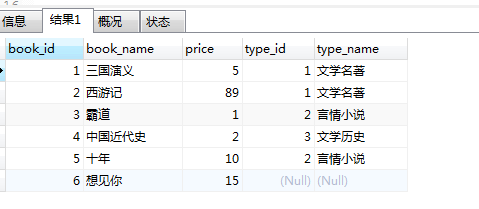 信息 结果1 概况 状态
book_id book_name price type_id type_name
1 三国演义 5 1 文学名著
2 西游记 89 1 文学名著
3 霸道 1 2 言情小说
4 中国近代史 2 3 文学历史
5 十年 10 2 言情小说
6 想见你 15 (Null) (Null)